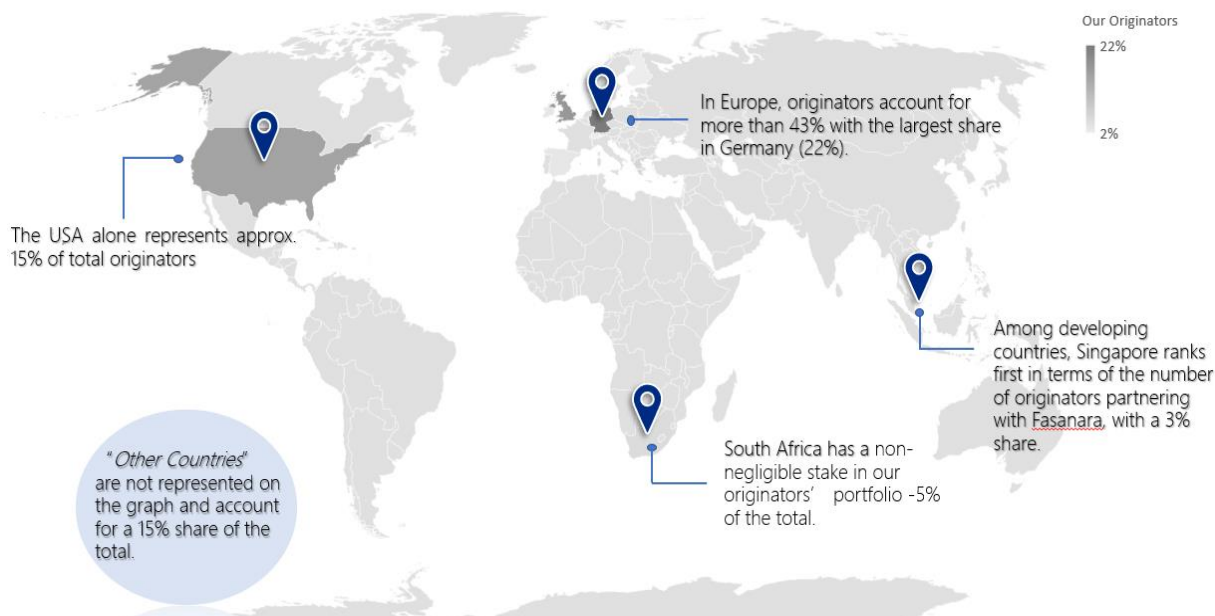 Our Originators
22%
2%
In Europe, originators account for
more than 43% with the largest share
in Germany (22%).
The USA alone represents approx.
15% of total originators
Among developing
countries, Singapore ranks
first in terms of the number
of originators partnering
with Fasanara, with a 3%
share.
South Africa has a non-
negligible stake in our
originators' portfolio -5%
of the total.
"Other Countries"
are not represented on
the graph and account
for a 15% share of the
total.